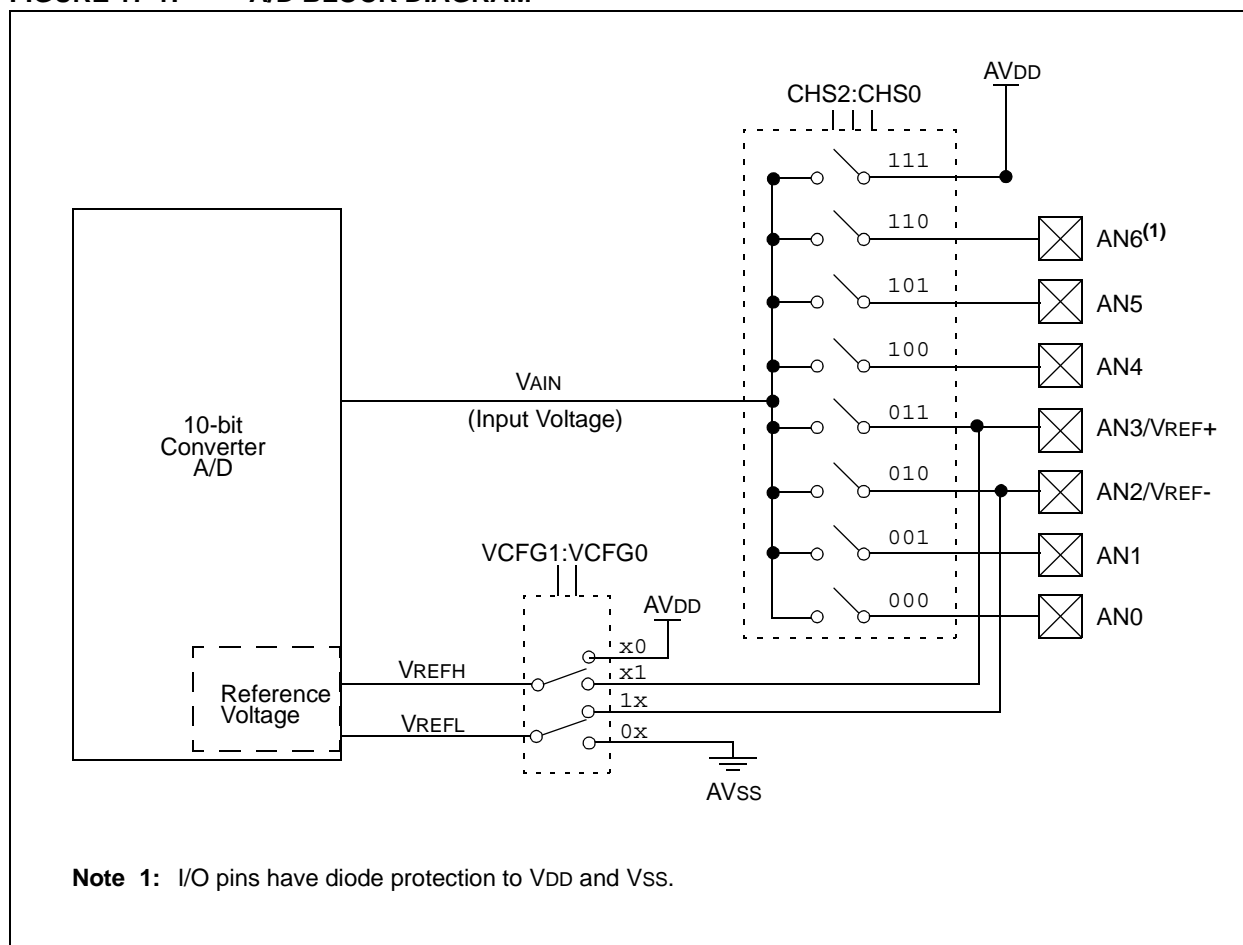 AVDD
CHS2:CHS0
111
110
AN6(1)
101
AN5
100
AN4
VAIN
(Input Voltage)
011
AN3/VREF+
10-bit
Converter
A/D
010
AN2/VREF-
001
AN1
VCFG1:VCFG0
000
AN0
AVDD
x0
VREFH
x1
Reference
Voltage
1x
VREFL
0x
AVSS
Note 1: I/O pins have diode protection to VDD and VSS.